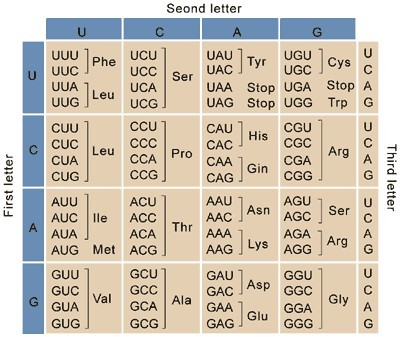 Seond letter
U C A G
First letter
Third letter
U
UUU UCU UAU UGU U
UUC Phe UCC UAC Tyr UGC Cys C
UUA UCA Ser UAA Stop UGA Stop A
UUG Leu UCG UAG Stop UGG Trp G
C
CUU CCU CAU CGU U
CUC CCC CAC His CGC C
CUA Leu CCA Pro CAA CGA Arg A
CUG CCG CAG Gin CGG G
A
AUU ACU AAU AGU U
AUC Ile ACC AAC Asn AGC Ser C
AUA ACA Thr AAA AGA A
AUG Met ACG AAG Lys AGG Arg G
G
GUU GCU GAU GGU U
GUC GCC GAC Asp GGC C
GUA Val GCA Ala GAA GGA Gly A
GUG GCG GAG Glu GGG G